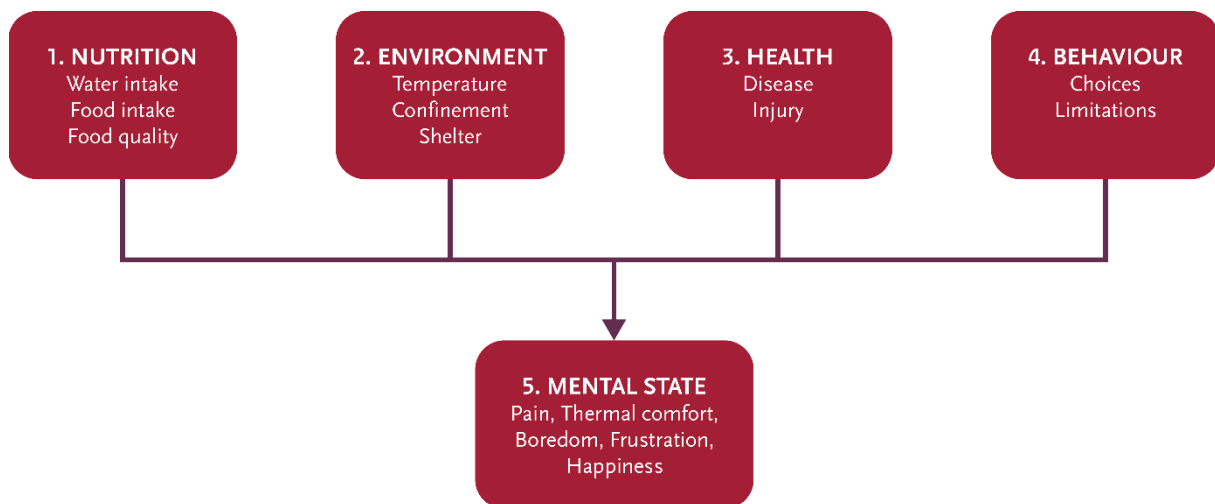 1. NUTRITION
Water intake
Food intake
Food quality
2. ENVIRONMENT
Temperature
Confinement
Shelter
3. HEALTH
Disease
Injury
4. BEHAVIOUR
Choices
Limitations
5. MENTAL STATE
Pain, Thermal comfort,
Boredom, Frustration,
Happiness